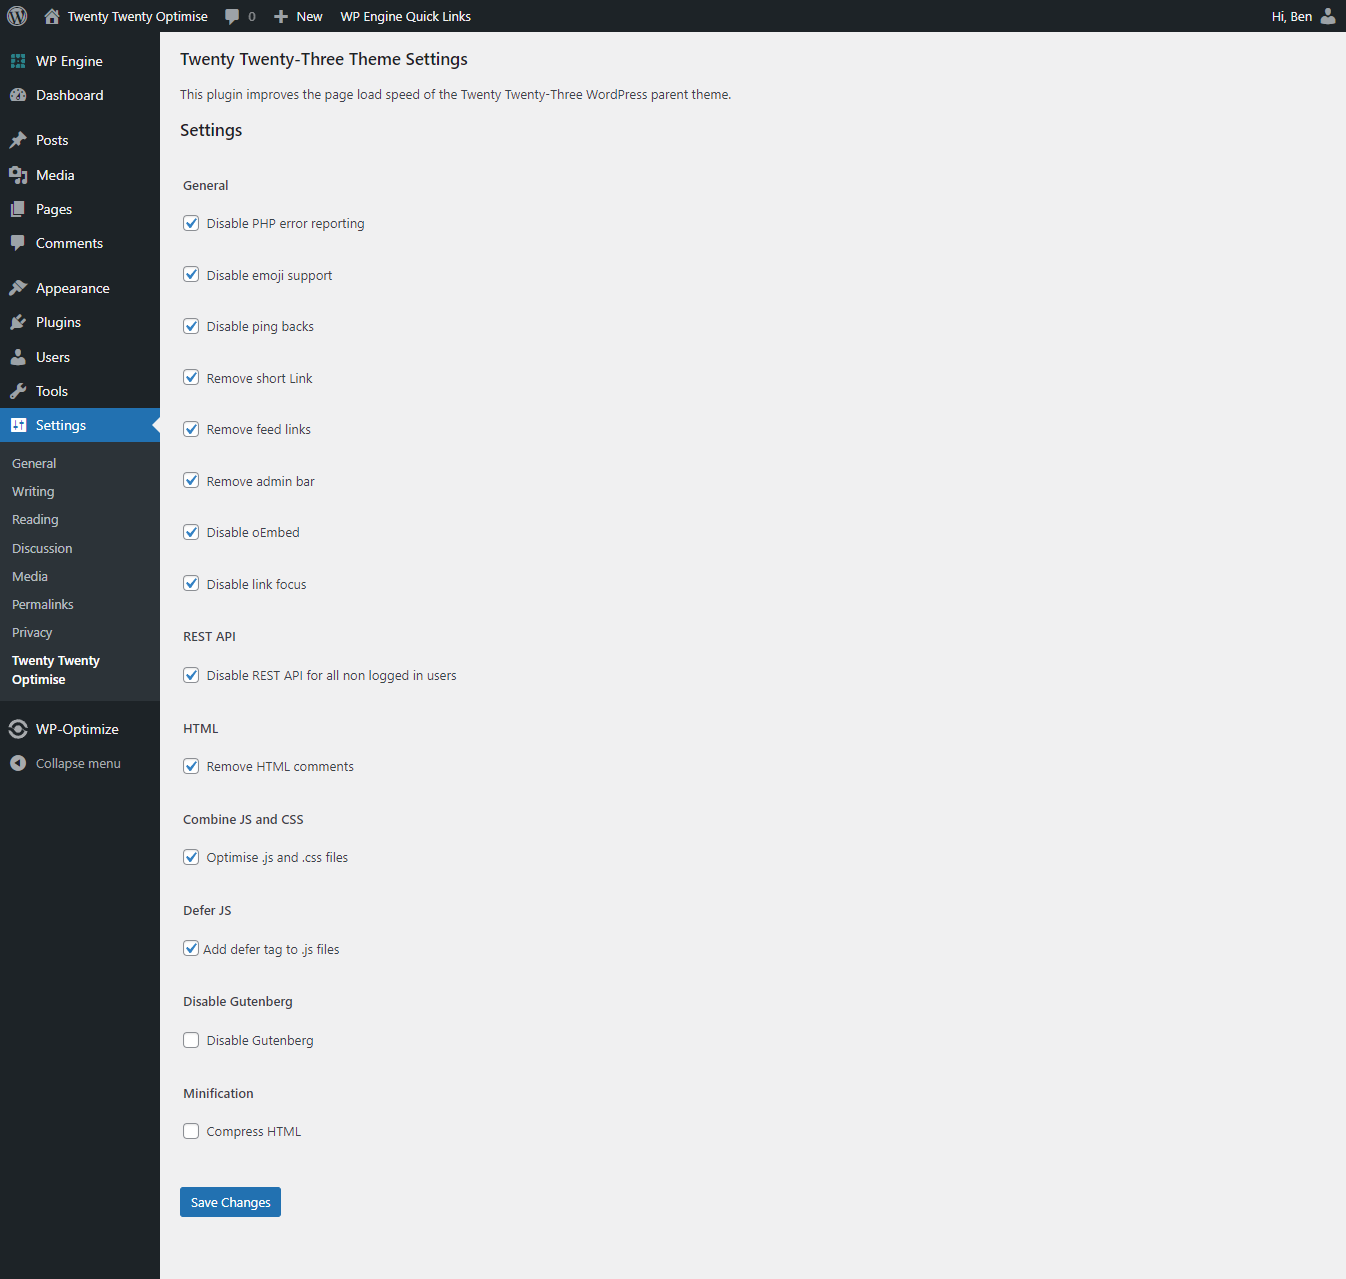 Twenty Twenty Optimise 0 New WP Engine Quick Links Hi, Ben
WP Engine
Dashboard
Posts
Media
Pages
Comments
Appearance
Plugins
Users
Tools
Settings
General
Writing
Reading
Discussion
Media
Permalinks
Privacy
Twenty Twenty
Optimise
WP-Optimize
Collapse menu
Twenty Twenty-Three Theme Settings
This plugin improves the page load speed of the Twenty Twenty-Three WordPress parent theme.
Settings
General
Disable PHP error reporting
Disable emoji support
Disable ping backs
Remove short Link
Remove feed links
Remove admin bar
Disable oEmbed
Disable link focus
REST API
Disable REST API for all non logged in users
HTML
Remove HTML comments
Combine JS and CSS
Optimise .js and .css files
Defer JS
Add defer tag to .js files
Disable Gutenberg
Disable Gutenberg
Minification
Compress HTML
Save Changes